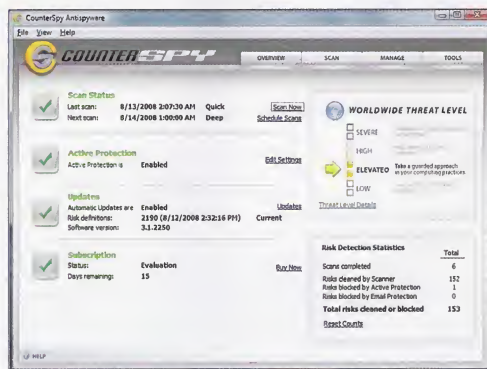 CounterSpy Antispyware
File View Help
COUNTERSPY
OVERVIEW SCAN MANAGE TOOLS
Scan Status
Last scan: 8/13/2008 2:07:30 AM Quick Scan Now
Next scan: 8/14/2008 1:00:00 AM Deep Schedule Scans
Active Protection
Active Protection is Enabled Edit Settings
Updates
Automatic Updates are Enabled Updates
Risk definitions: 2190 (8/12/2008 2:32:16 PM) Current
Software version: 3.1.2250
Subscription
Status: Evaluation Buy Now
Days remaining: 15
WORLDWIDE THREAT LEVEL
SEVERE
HIGH
ELEVATED Take a guarded approach
in your computing practices
LOW
Threat Level Details
Risk Detection Statistics
Total
Scans completed 6
Risks cleaned by Scanner 152
Risks blocked by Active Protection 1
Risks blocked by Email Protection 0
Total risks cleaned or blocked 153
Reset Counts
HELP